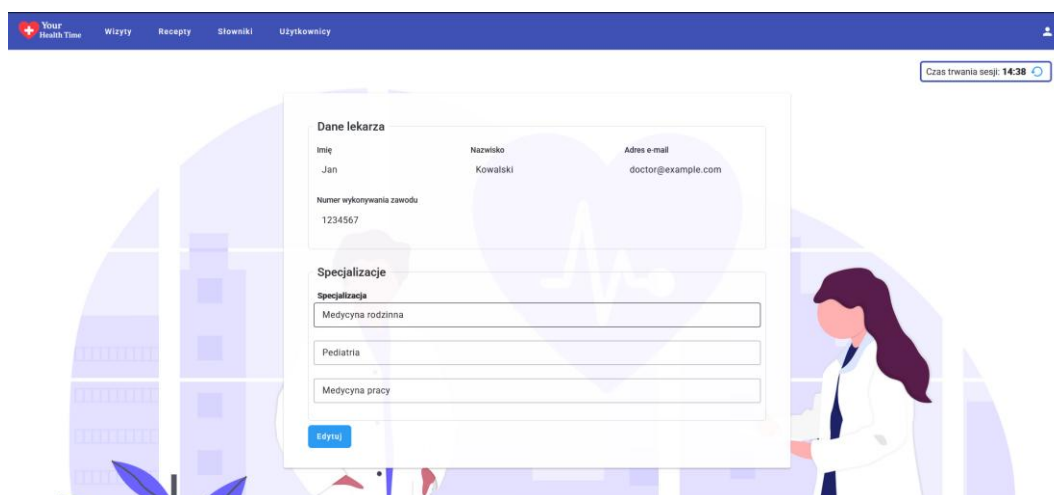 Your
Health Time
Wizyty Recepty Słowniki Użytkownicy
Czas trwania sesji: 14:38
Dane lekarza
Imię Nazwisko Adres e-mail
Jan Kowalski doctor@example.com
Numer wykonywania zawodu
1234567
Specjalizacje
Specjalizacja
Medycyna rodzinna
Pediatria
Medycyna pracy
Edytuj